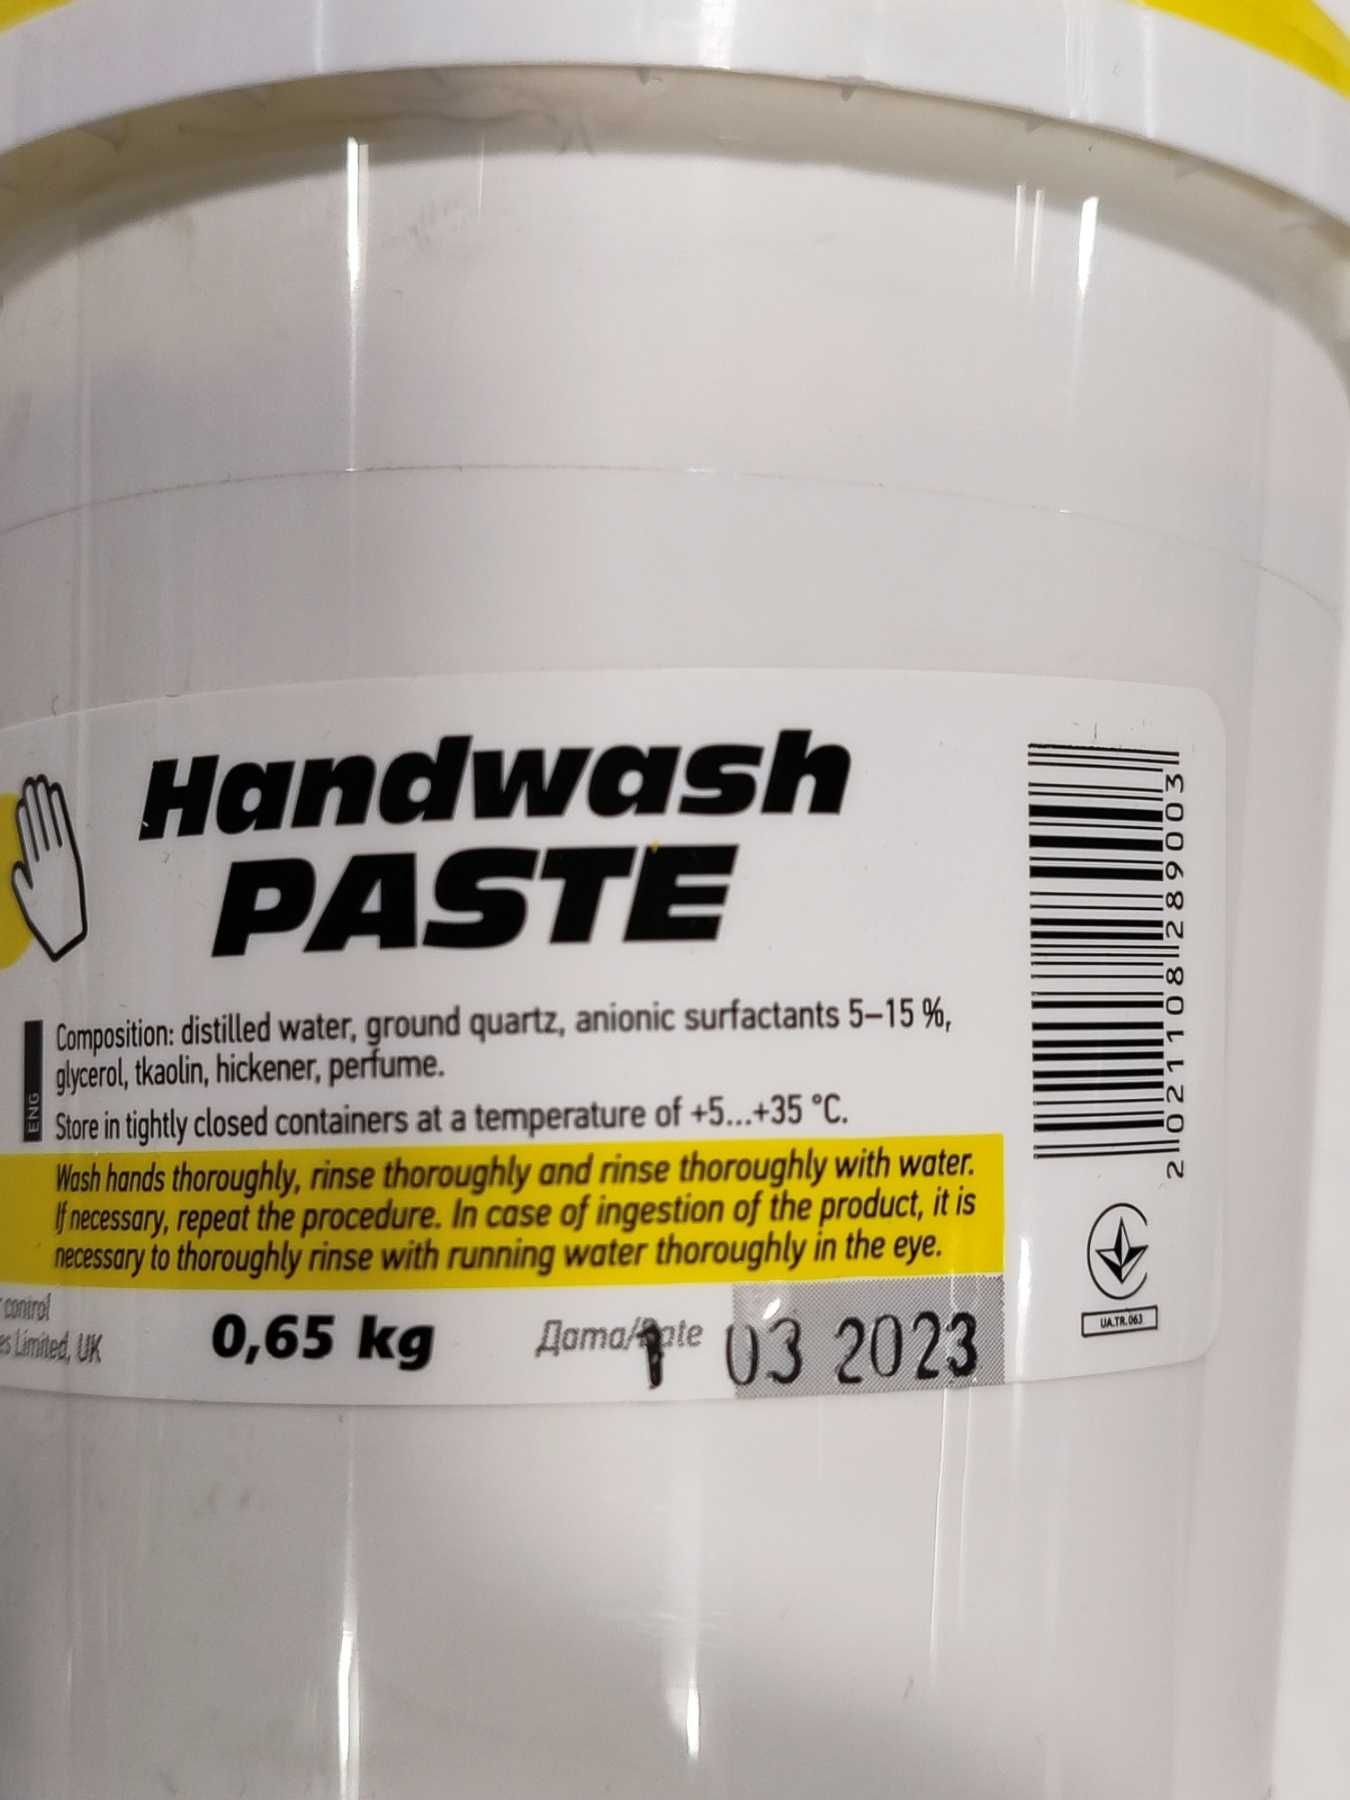 Handwash
PASTE
2021108289003
ENG
Composition: distilled water, ground quartz, anionic surfactants 5–15 %,
glycerol, tkaolin, hickener, perfume.
Store in tightly closed containers at a temperature of +5...+35 °C.
Wash hands thoroughly, rinse thoroughly and rinse thoroughly with water.
If necessary, repeat the procedure. In case of ingestion of the product, it is
necessary to thoroughly rinse with running water thoroughly in the eye.
control
Limited, UK
0,65 kg
Дата/Date
1 03 2023
UA.TR.063